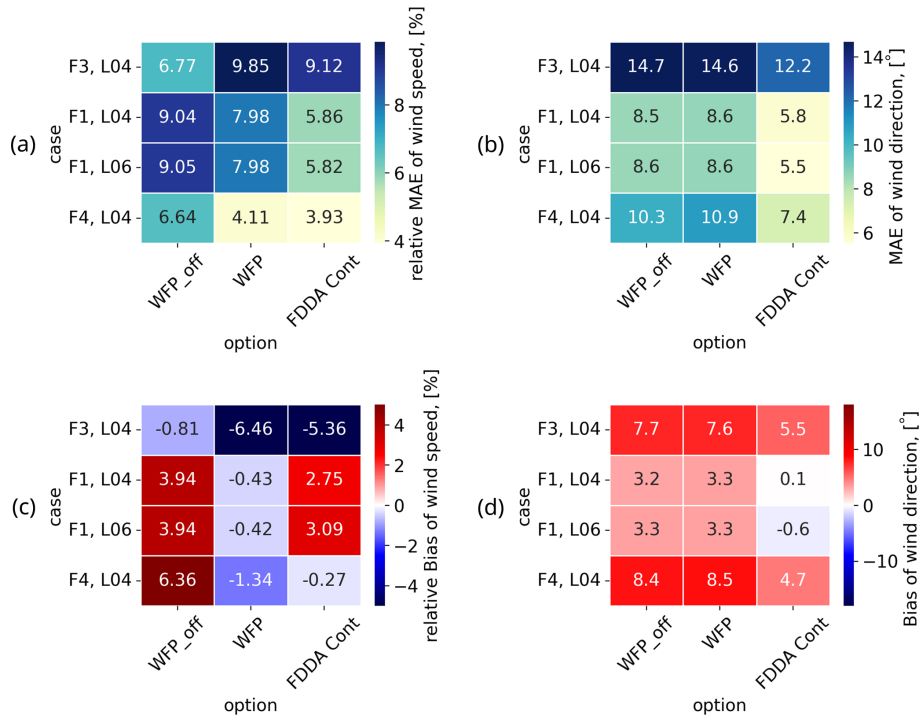 (a)
case
F3, L04
6.77 9.85 9.12
F1, L04
9.04 7.98 5.86
F1, L06
9.05 7.98 5.82
F4, L04
6.64 4.11 3.93
WFP_off WFP FDDA Cont
option
8
6
4
relative MAE of wind speed, [%]
(b)
case
F3, L04
14.7 14.6 12.2
F1, L04
8.5 8.6 5.8
F1, L06
8.6 8.6 5.5
F4, L04
10.3 10.9 7.4
WFP_off WFP FDDA Cont
option
14
12
10
8
6
MAE of wind direction, [°]
(c)
case
F3, L04
-0.81 -6.46 -5.36
F1, L04
3.94 -0.43 2.75
F1, L06
3.94 -0.42 3.09
F4, L04
6.36 -1.34 -0.27
WFP_off WFP FDDA Cont
option
4
2
0
−2
−4
relative Bias of wind speed, [%]
(d)
case
F3, L04
7.7 7.6 5.5
F1, L04
3.2 3.3 0.1
F1, L06
3.3 3.3 -0.6
F4, L04
8.4 8.5 4.7
WFP_off WFP FDDA Cont
option
10
0
−10
Bias of wind direction, [°]